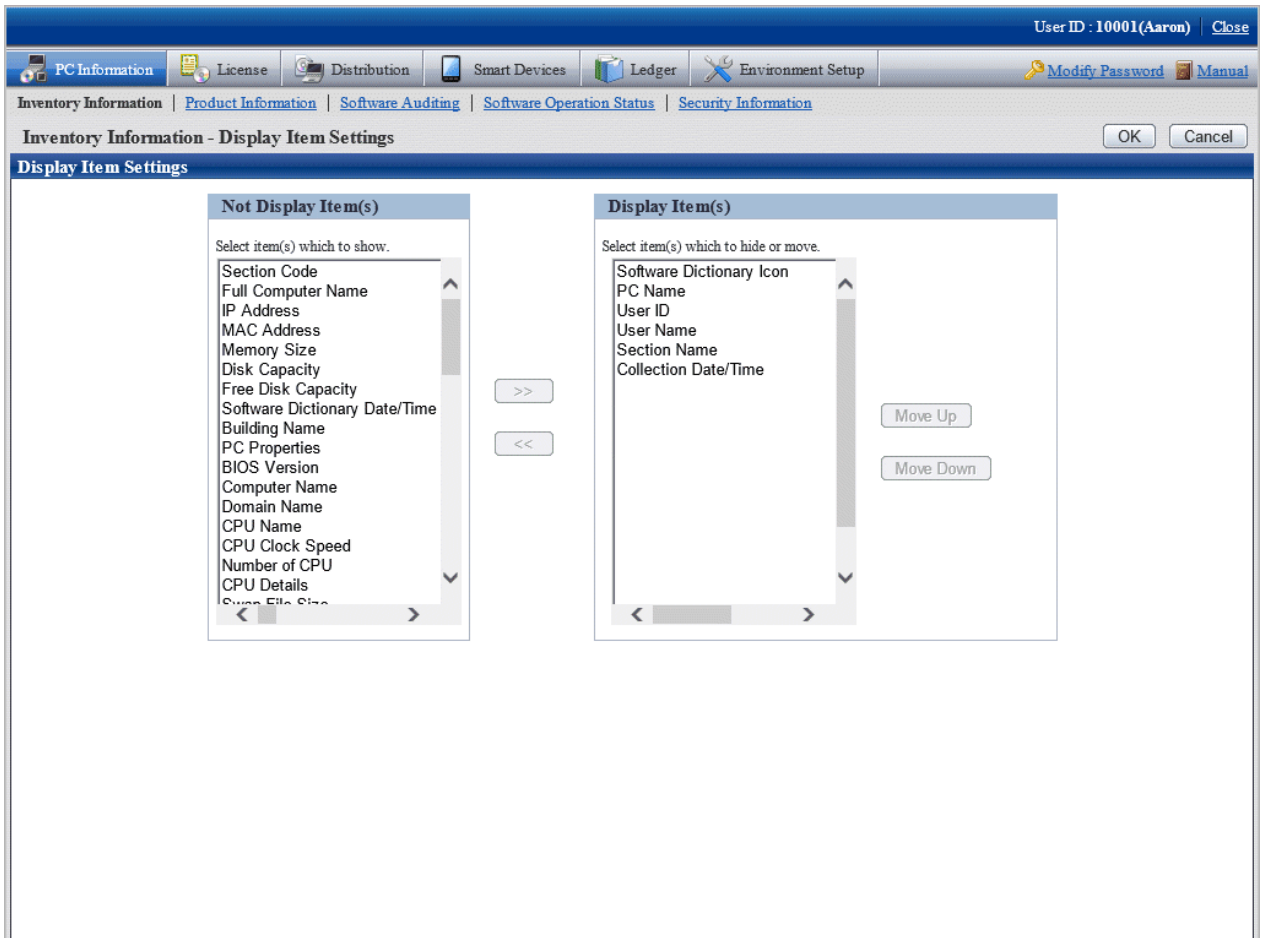 User ID : 10001(Aaron) Close
PC Information License Distribution Smart Devices Ledger Environment Setup Modify Password Manual
Inventory Information | Product Information | Software Auditing | Software Operation Status | Security Information
Inventory Information - Display Item Settings OK Cancel
Display Item Settings
Not Display Item(s)
Select item(s) which to show.
Section Code
Full Computer Name
IP Address
MAC Address
Memory Size
Disk Capacity
Free Disk Capacity
Software Dictionary Date/Time
Building Name
PC Properties
BIOS Version
Computer Name
Domain Name
CPU Name
CPU Clock Speed
Number of CPU
CPU Details
Swap File Size
>>
<<
Display Item(s)
Select item(s) which to hide or move.
Software Dictionary Icon
PC Name
User ID
User Name
Section Name
Collection Date/Time
Move Up
Move Down